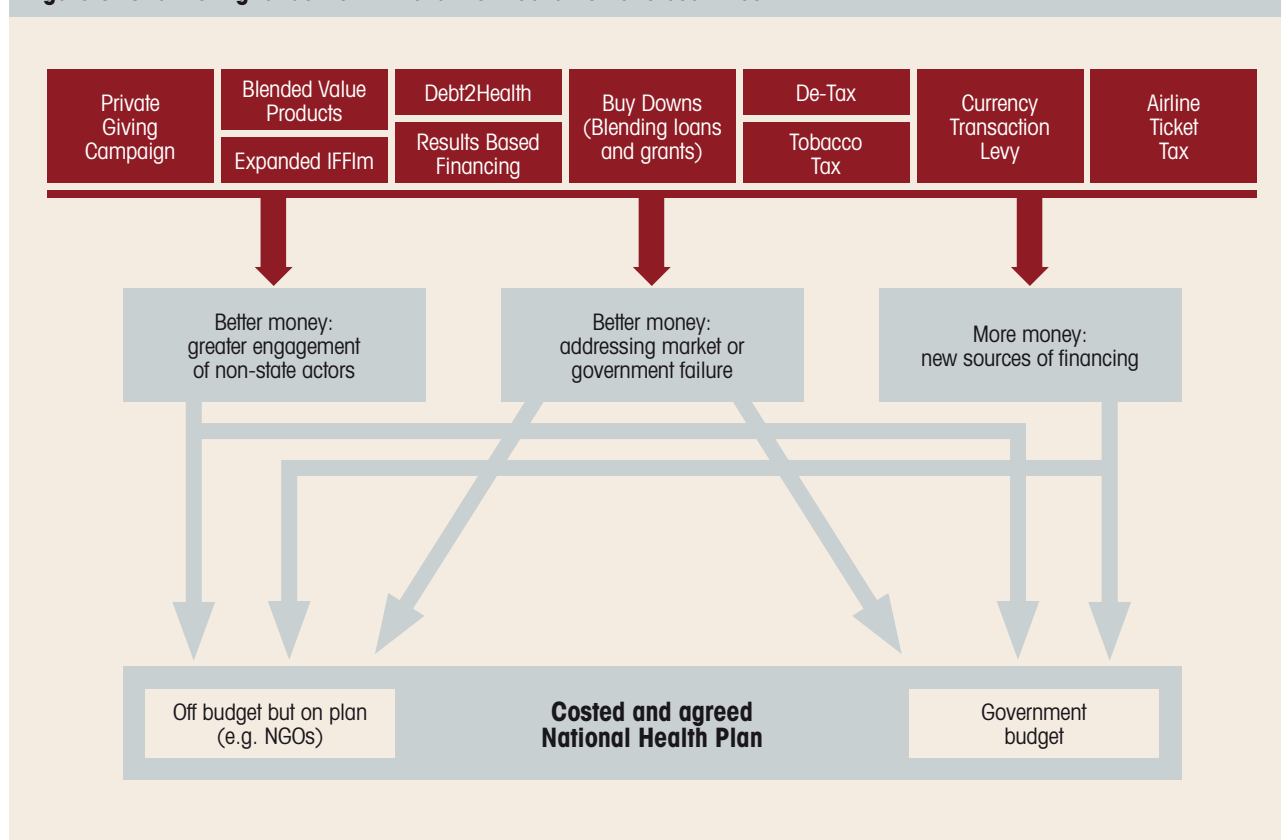 Private
Giving
Campaign
Blended Value
Products
Expanded IFFIm
Debt2Health
Results Based
Financing
Buy Downs
(Blending loans
and grants)
De-Tax
Tobacco
Tax
Currency
Transaction
Levy
Airline
Ticket
Tax
Better money:
greater engagement
of non-state actors
Better money:
addressing market or
government failure
More money:
new sources of financing
Off budget but on plan
(e.g. NGOs)
Costed and agreed
National Health Plan
Government
budget